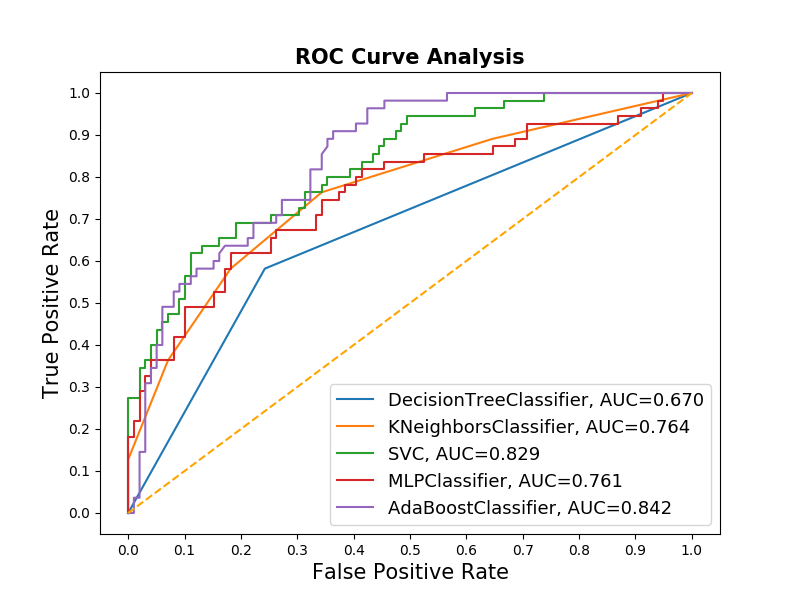 ROC Curve Analysis
1.0
0.9
0.8
0.7
0.6
0.5
0.4
0.3
0.2
0.1
0.0
True Positive Rate
DecisionTreeClassifier, AUC=0.670
KNeighborsClassifier, AUC=0.764
SVC, AUC=0.829
MLPClassifier, AUC=0.761
AdaBoostClassifier, AUC=0.842
0.0 0.1 0.2 0.3 0.4 0.5 0.6 0.7 0.8 0.9 1.0
False Positive Rate